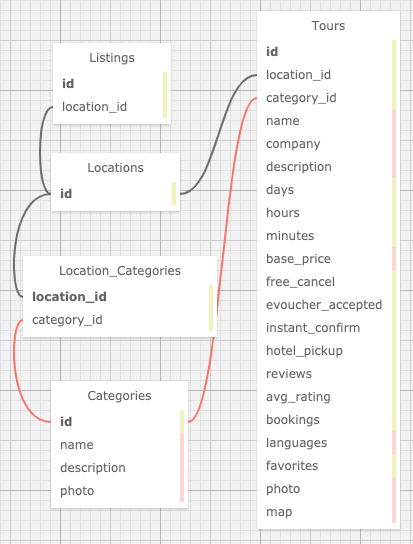 Listings
id
location_id
Locations
id
Location_Categories
location_id
category_id
Categories
id
name
description
photo
Tours
id
location_id
category_id
name
company
description
days
hours
minutes
base_price
free_cancel
evoucher_accepted
instant_confirm
hotel_pickup
reviews
avg_rating
bookings
languages
favorites
photo
map